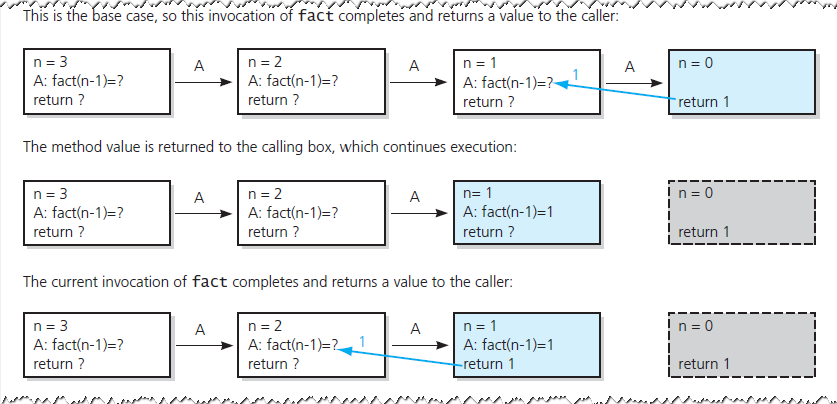 This is the base case, so this invocation of fact completes and returns a value to the caller:
n = 3
A: fact(n-1)=?
return ?
A
n = 2
A: fact(n-1)=?
return ?
A
n = 1
A: fact(n-1)=?
return ?
1
A
n = 0
return 1
The method value is returned to the calling box, which continues execution:
n = 3
A: fact(n-1)=?
return ?
A
n = 2
A: fact(n-1)=?
return ?
A
n= 1
A: fact(n-1)=1
return ?
n = 0
return 1
The current invocation of fact completes and returns a value to the caller:
n = 3
A: fact(n-1)=?
return ?
A
n = 2
A: fact(n-1)=?
return ?
1
A
n = 1
A: fact(n-1)=1
return 1
n = 0
return 1